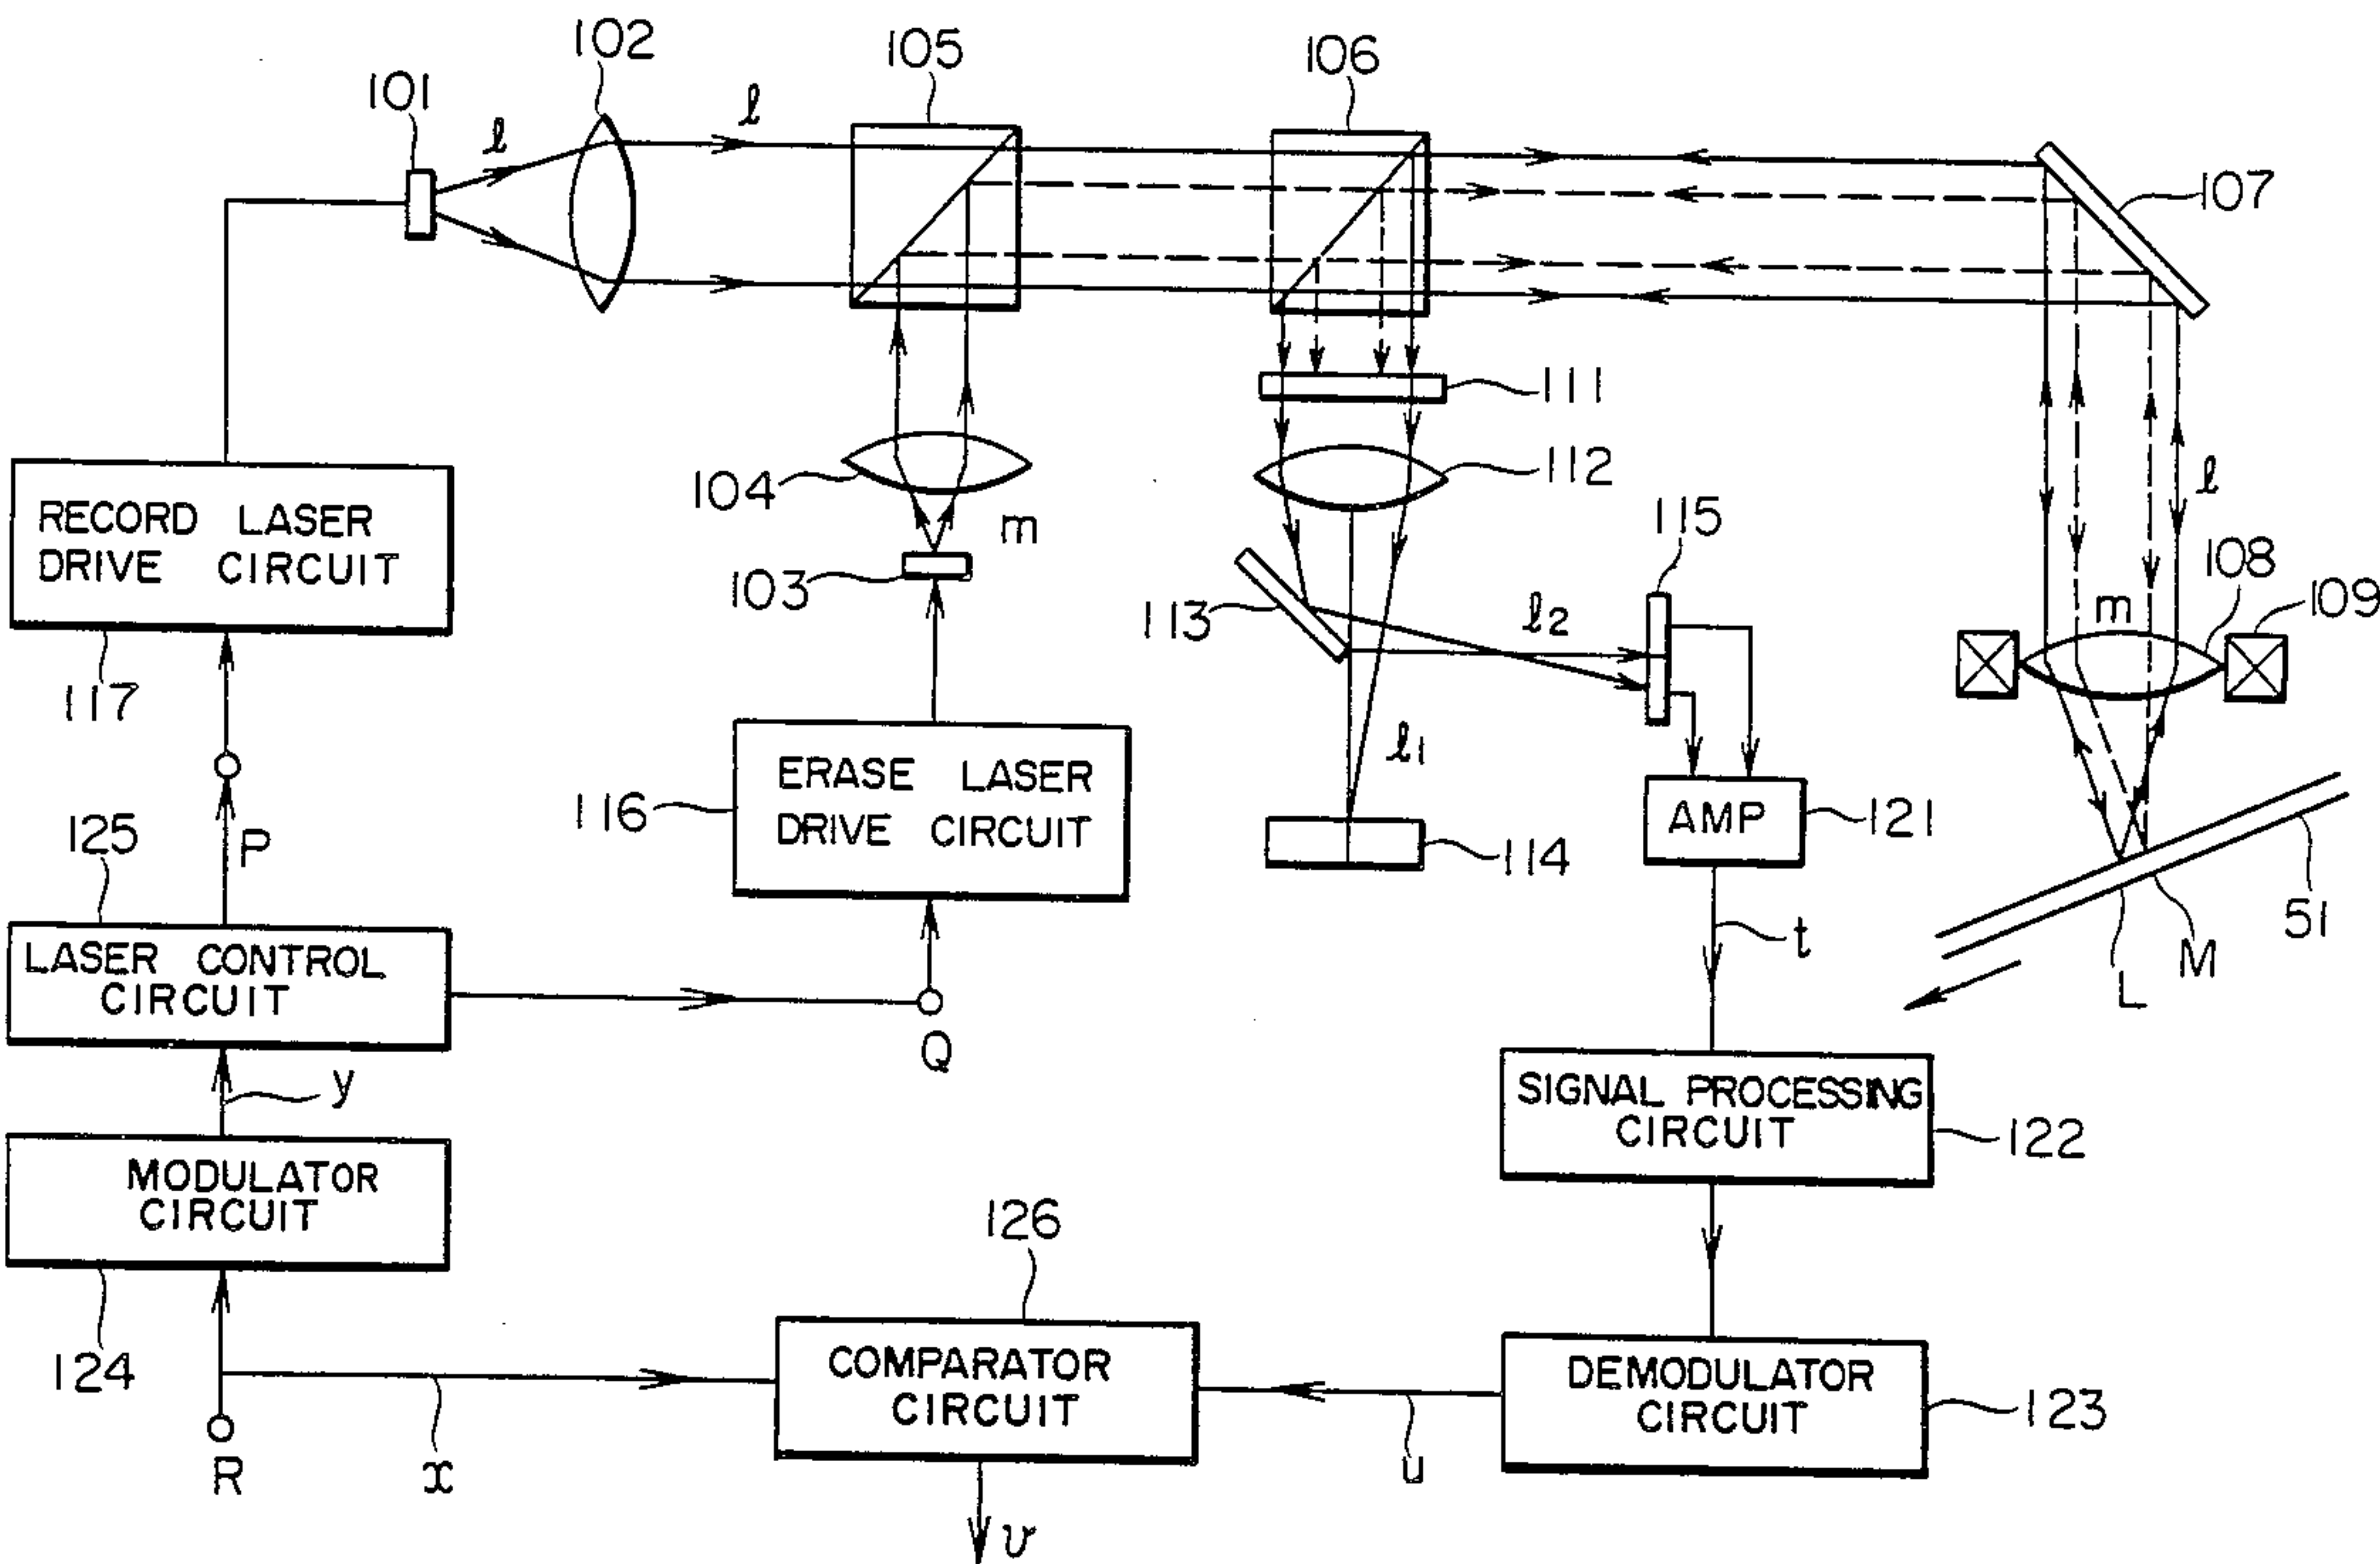 102
105
106
101
l
l
107
111
104
112
m
115
l
108
RECORD LASER
DRIVE CIRCUIT
103
113
l2
m
109
117
l1
125
P
116
ERASE LASER
DRIVE CIRCUIT
AMP
121
114
51
LASER CONTROL
CIRCUIT
t
M
L
Q
y
SIGNAL PROCESSING
CIRCUIT
122
MODULATOR
CIRCUIT
126
124
COMPARATOR
CIRCUIT
DEMODULATOR
CIRCUIT
123
R
x
u
v